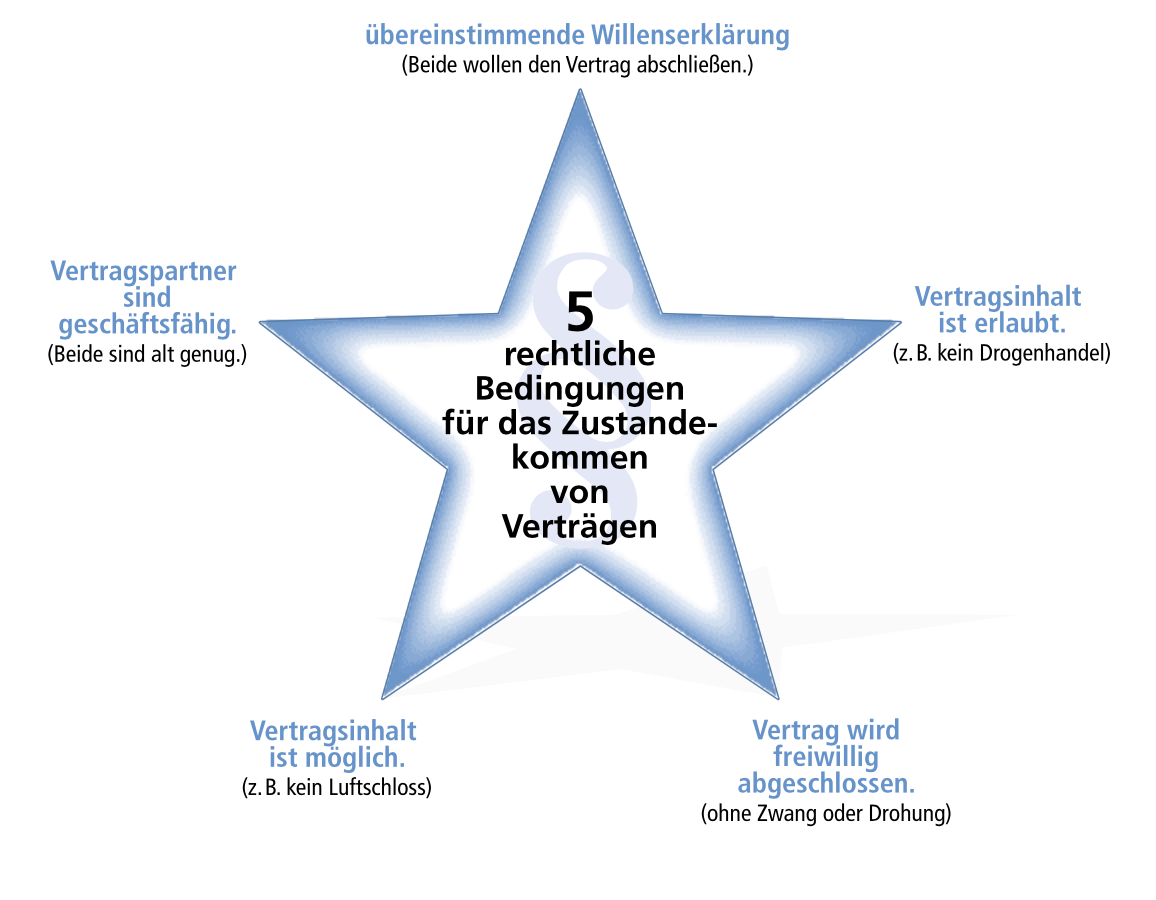 übereinstimmende Willenserklärung
(Beide wollen den Vertrag abschließen.)
Vertragspartner
sind
geschäftsfähig.
(Beide sind alt genug.)
§
5
rechtliche
Bedingungen
für das Zustande-
kommen
von
Verträgen
Vertragsinhalt
ist erlaubt.
(z. B. kein Drogenhandel)
Vertragsinhalt
ist möglich.
(z. B. kein Luftschloss)
Vertrag wird
freiwillig
abgeschlossen.
(ohne Zwang oder Drohung)